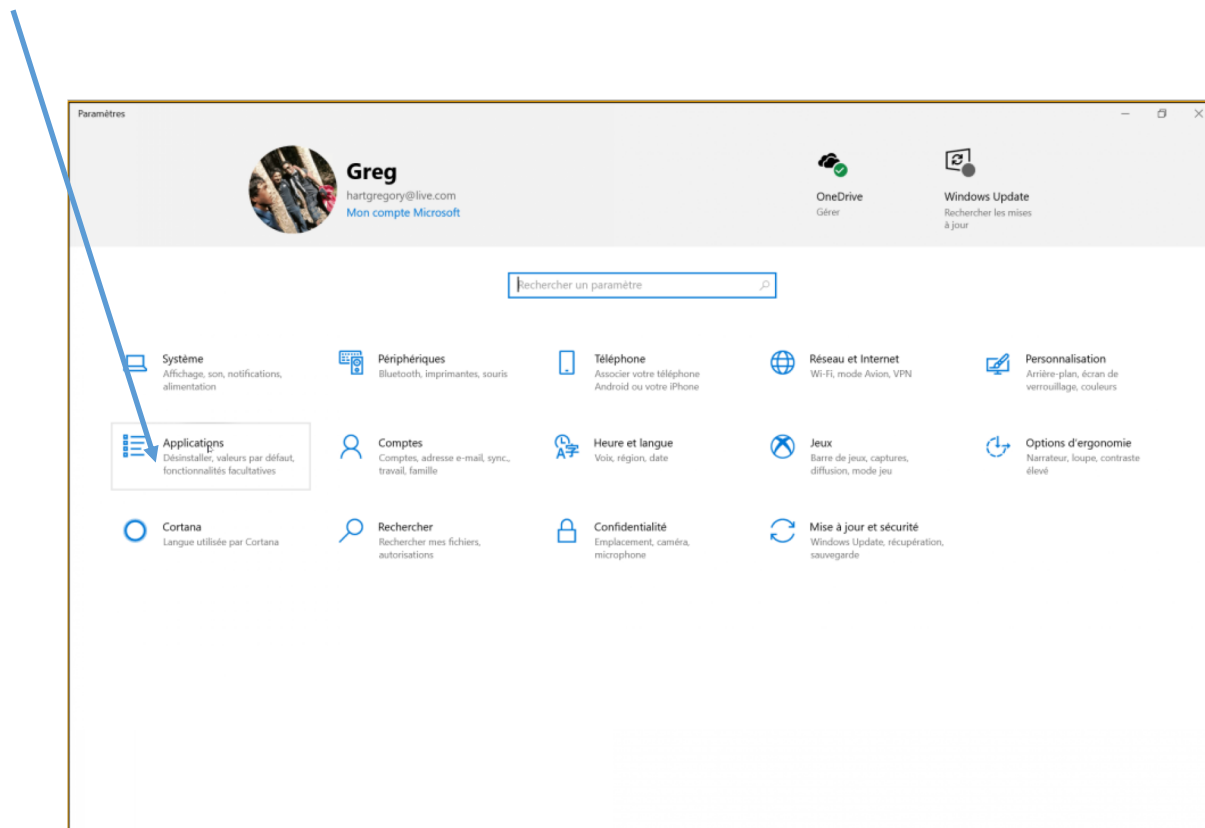 Paramètres
Greg
hartgregory@live.com
Mon compte Microsoft
OneDrive
Gérer
Windows Update
Rechercher les mises
à jour
Rechercher un paramètre
Système
Affichage, son, notifications,
alimentation
Périphériques
Bluetooth, imprimantes, souris
Téléphone
Associer votre téléphone
Android ou votre iPhone
Réseau et Internet
Wi-Fi, mode Avion, VPN
Personnalisation
Arrière-plan, écran de
verrouillage, couleurs
Applications
Désinstaller, valeurs par défaut,
fonctionnalités facultatives
Comptes
Comptes, adresse e-mail, sync.,
travail, famille
Heure et langue
Voix, région, date
Jeux
Barre de jeux, captures,
diffusion, mode jeu
Options d'ergonomie
Narrateur, loupe, contraste
élevé
Cortana
Langue utilisée par Cortana
Rechercher
Rechercher mes fichiers,
autorisations
Confidentialité
Emplacement, caméra,
microphone
Mise à jour et sécurité
Windows Update, récupération,
sauvegarde